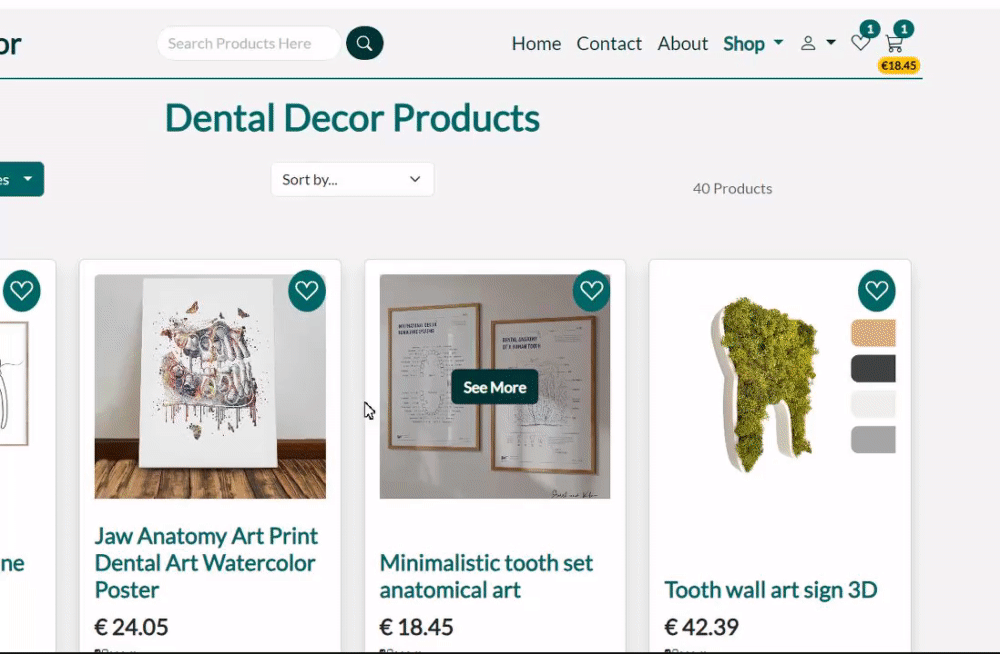 or
Search Products Here
Home
Contact
About
Shop
1
1
€18.45
Dental Decor Products
es
Sort by...
40 Products
See More
ne
Jaw Anatomy Art Print
Dental Art Watercolor
Poster
€ 24.05
Minimalistic tooth set
anatomical art
€ 18.45
Tooth wall art sign 3D
€ 42.39